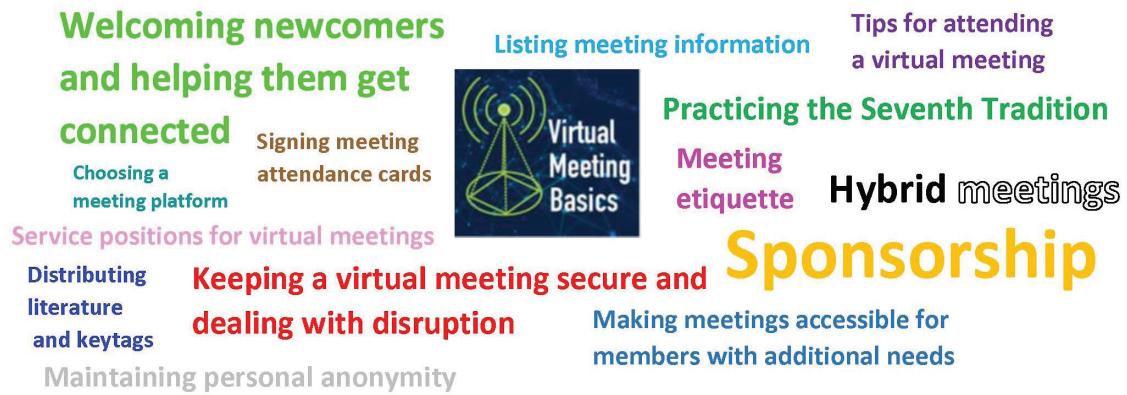 Welcoming newcomers
and helping them get
connected
Listing meeting information
Tips for attending
a virtual meeting
Virtual
Meeting
Basics
Practicing the Seventh Tradition
Signing meeting
attendance cards
Choosing a
meeting platform
Meeting
etiquette
Hybrid meetings
Service positions for virtual meetings
Sponsorship
Distributing
literature
and keytags
Keeping a virtual meeting secure and
dealing with disruption
Making meetings accessible for
members with additional needs
Maintaining personal anonymity